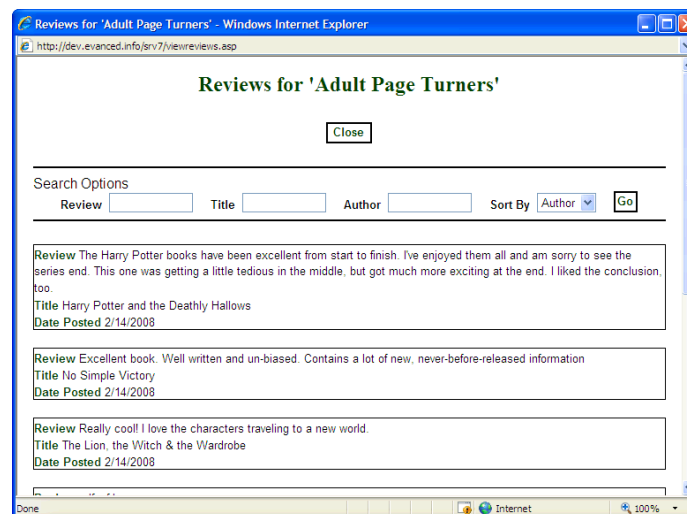 Reviews for 'Adult Page Turners' - Windows Internet Explorer
http://dev.evanced.info/srv7/viewreviews.asp
Reviews for 'Adult Page Turners'
Close
Search Options
Review Title Author Sort By Author Go
Review The Harry Potter books have been excellent from start to finish. I've enjoyed them all and am sorry to see the
series end. This one was getting a little tedious in the middle, but got much more exciting at the end. I liked the conclusion,
too.
Title Harry Potter and the Deathly Hallows
Date Posted 2/14/2008
Review Excellent book. Well written and un-biased. Contains a lot of new, never-before-released information
Title No Simple Victory
Date Posted 2/14/2008
Review Really cool! I love the characters traveling to a new world.
Title The Lion, the Witch & the Wardrobe
Date Posted 2/14/2008
Done Internet 100%